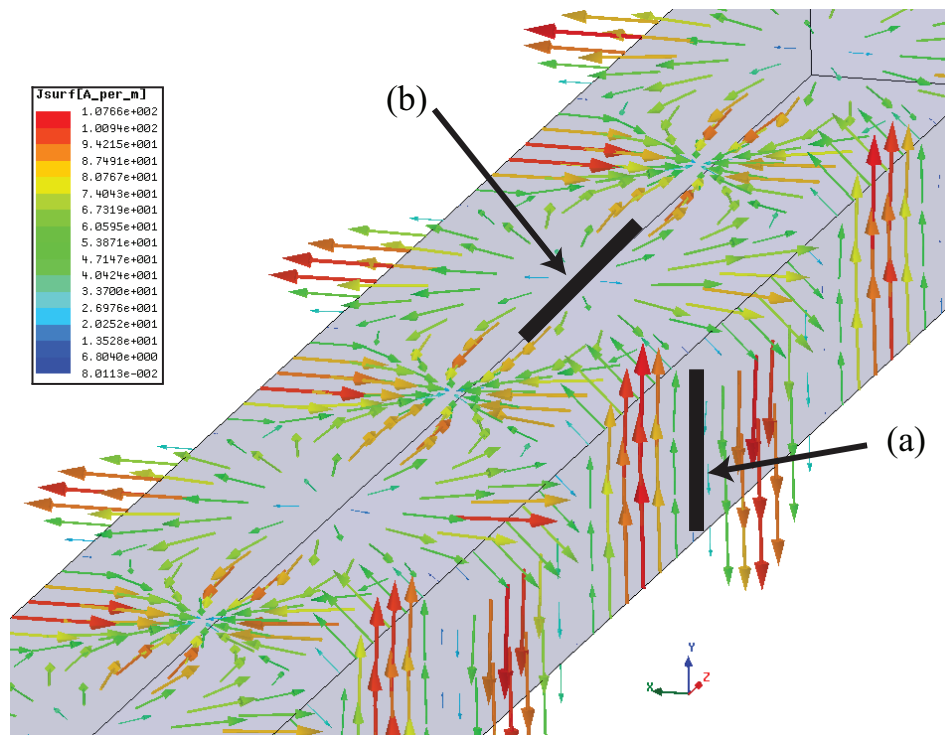 (b)
Jsurf[A_per_m]
1.0766e+002
1.0094e+002
9.4215e+001
8.7491e+001
8.0767e+001
7.4043e+001
6.7319e+001
6.0595e+001
5.3871e+001
4.7147e+001
4.0424e+001
3.3700e+001
2.6976e+001
2.0252e+001
1.3528e+001
6.8040e+000
8.0113e-002
(a)
Y
Z
X